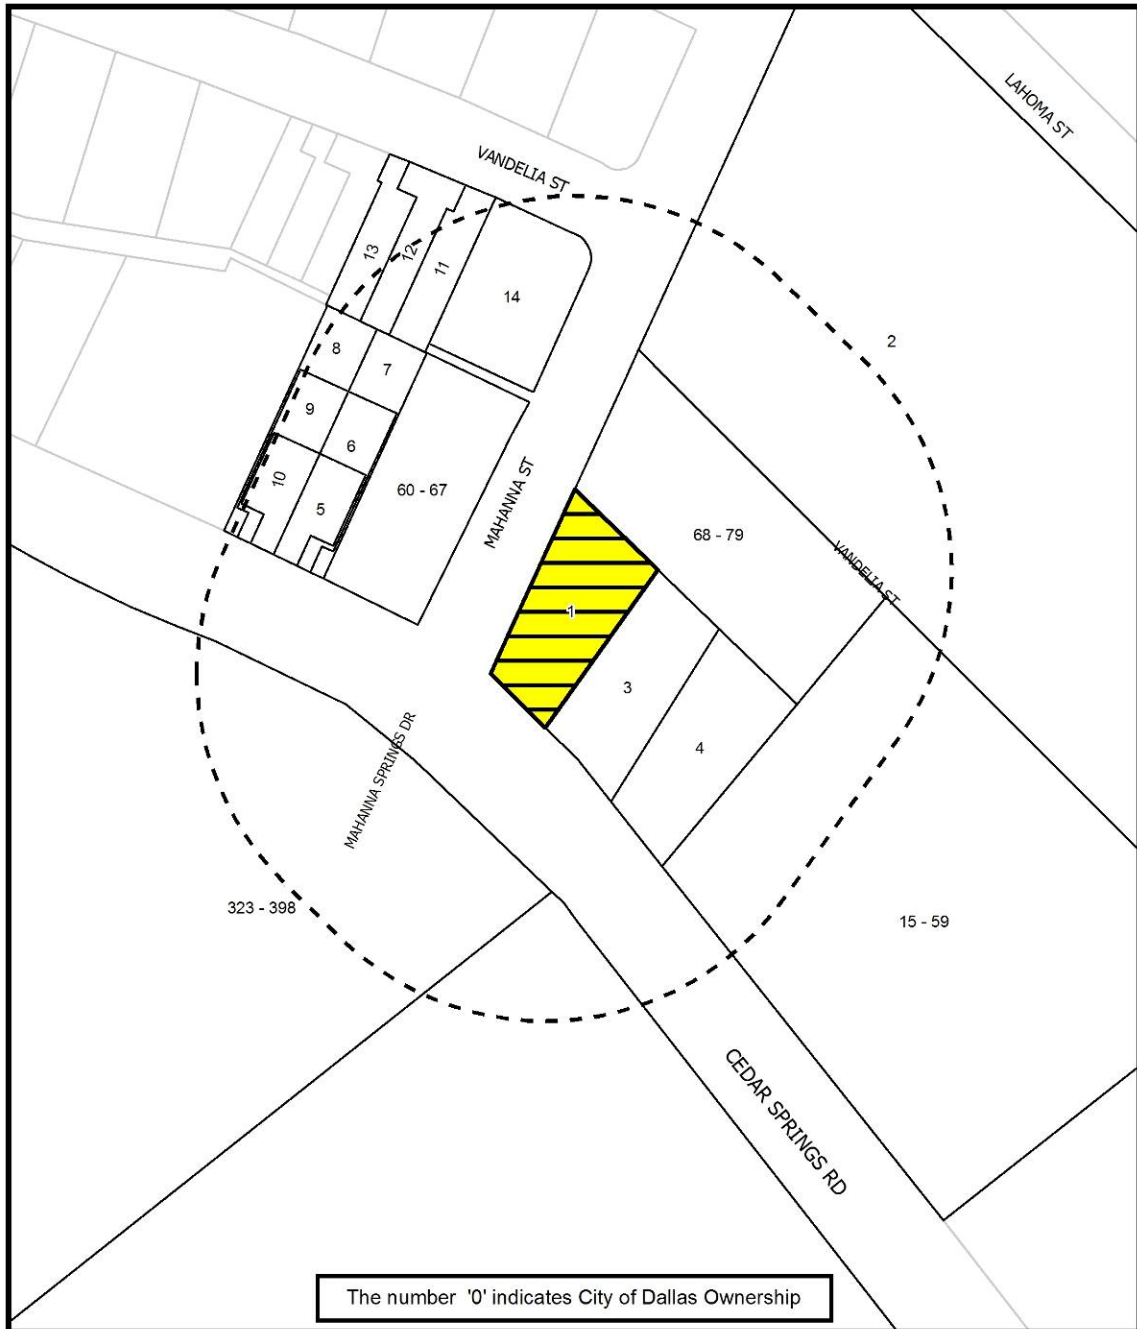 LAHOMA ST
VANDELIA ST
13
12
11
14
2
8
7
9
6
10
5
60 - 67
MAHANNA ST
68 - 79
VANDELIA ST
1
3
4
MAHANNA SPRINGS DR
323 - 398
15 - 59
CEDAR SPRINGS RD
The number '0' indicates City of Dallas Ownership